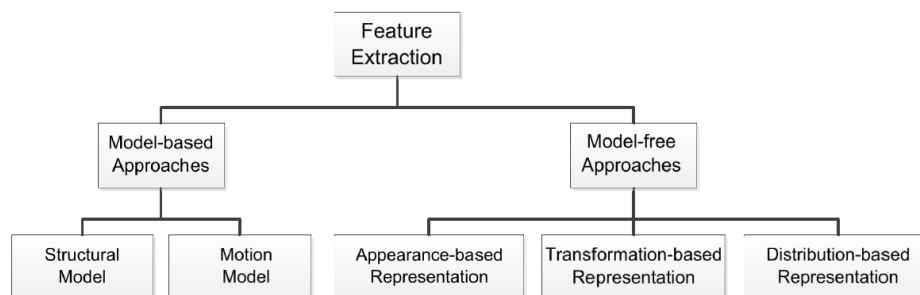 Feature
Extraction
Model-based
Approaches
Model-free
Approaches
Structural
Model
Motion
Model
Appearance-based
Representation
Transformation-based
Representation
Distribution-based
Representation